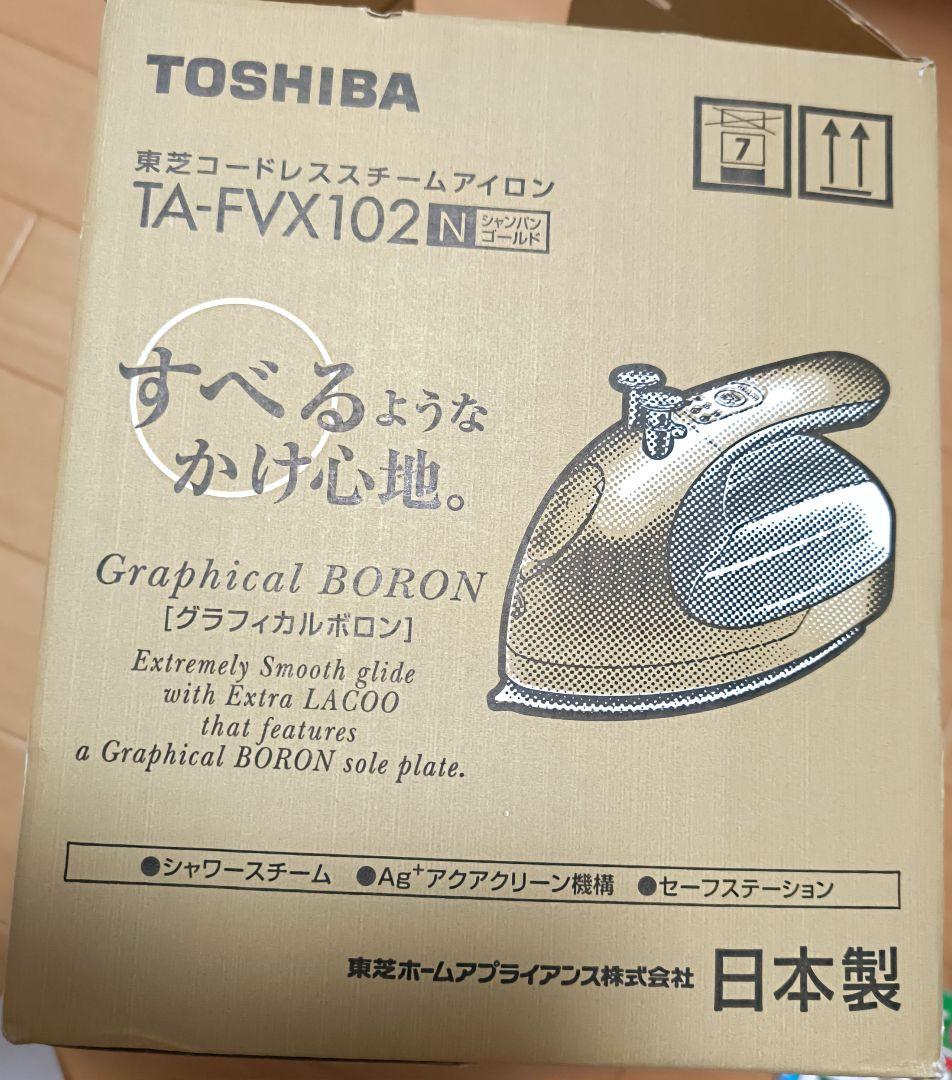 TOSHIBA
7
東芝コードレススチームアイロン
TA-FVX102 N シャンパン
ゴールド
すべるような
かけ心地。
Graphical BORON
[グラフィカルボロン]
Extremely Smooth glide
with Extra LACOO
that features
a Graphical BORON sole plate.
●シャワースチーム ●Ag+アクアクリーン機構 ●セーフステーション
東芝ホームアプライアンス株式会社 日本製